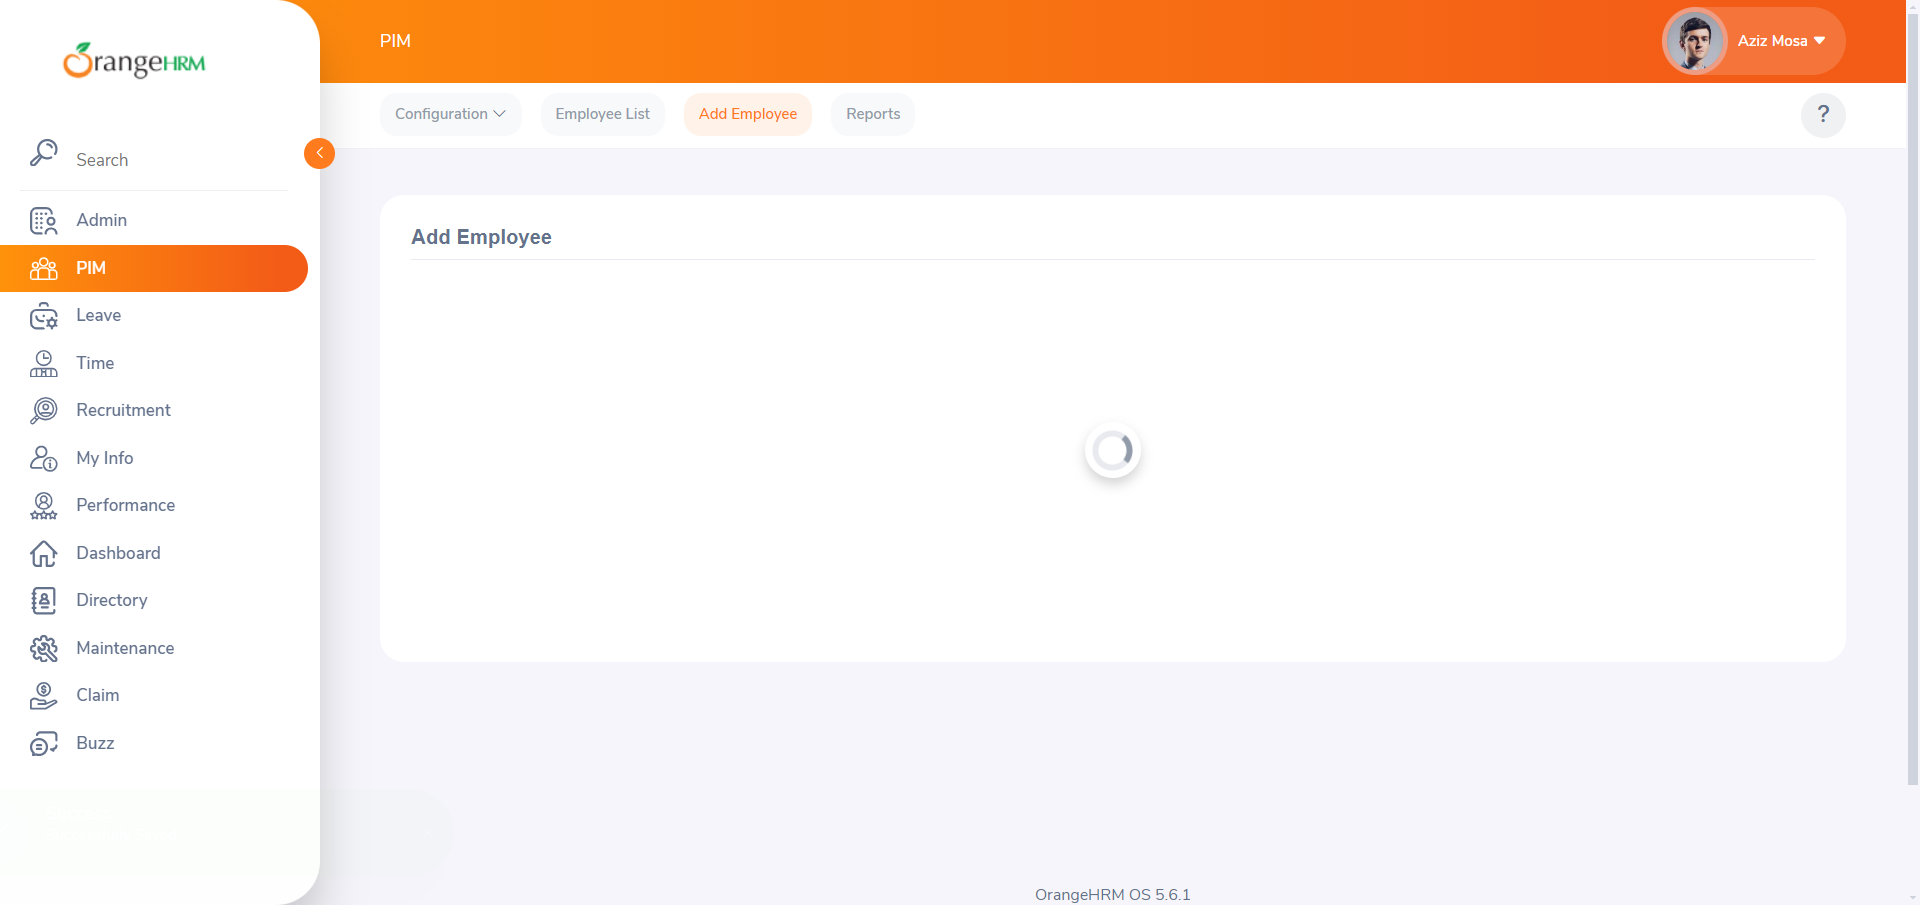 OrangeHRM
PIM
Aziz Mosa
Configuration
Employee List
Add Employee
Reports
?
Search
Admin
PIM
Leave
Time
Recruitment
My Info
Performance
Dashboard
Directory
Maintenance
Claim
Buzz
Add Employee
OrangeHRM OS 5.6.1